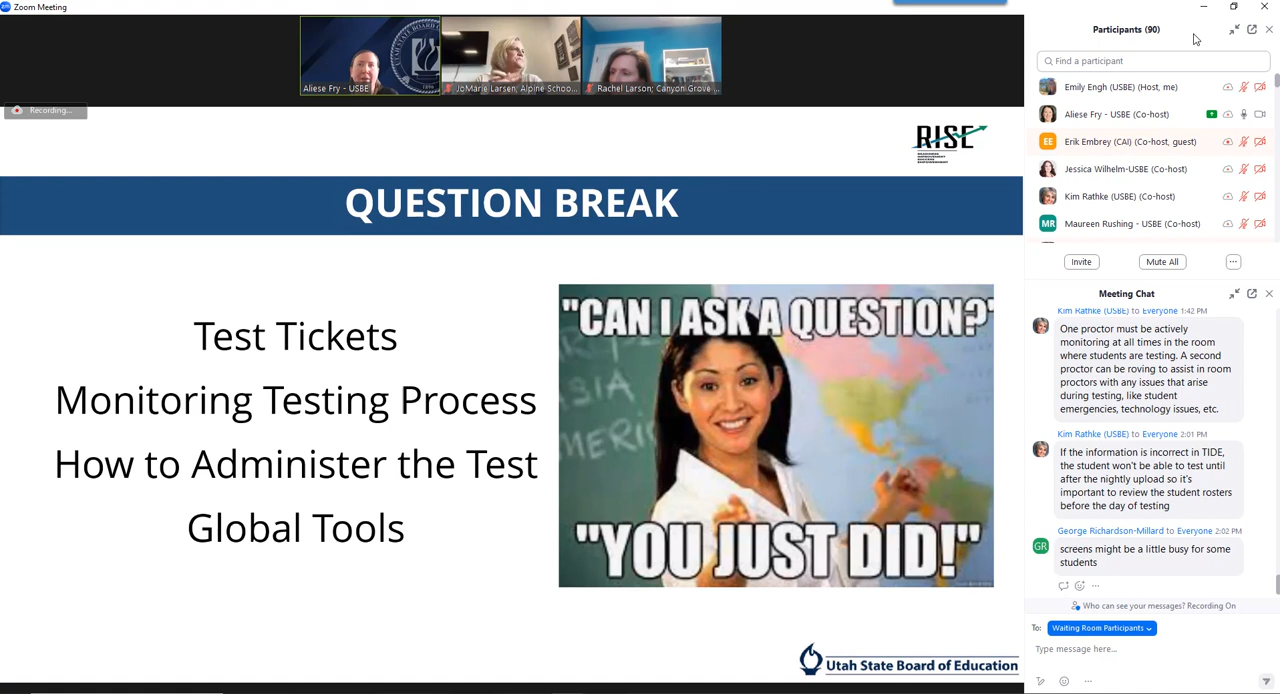 Zoom Meeting
Aliese Fry - USBE
JoMarie Larsen, Alpine Schoo...
Rachel Larson; Canyon Grove ...
Recording...
RISE
QUESTION BREAK
Test Tickets
Monitoring Testing Process
How to Administer the Test
Global Tools
"CAN I ASK A QUESTION?"
ASIA
AMERIC
"YOU JUST DID!"
Utah State Board of Education
Participants (90)
Find a participant
Emily Engh (USBE) (Host, me)
Aliese Fry - USBE (Co-host)
EE
Erik Embrey (CAI) (Co-host, guest)
Jessica Wilhelm-USBE (Co-host)
Kim Rathke (USBE) (Co-host)
MR
Maureen Rushing - USBE (Co-host)
Invite
Mute All
...
Meeting Chat
Kim Rathke (USBE) to Everyone 1:42 PM
One proctor must be actively
monitoring at all times in the room
where students are testing. A second
proctor can be roving to assist in room
proctors with any issues that arise
during testing, like student
emergencies, technology issues, etc.
Kim Rathke (USBE) to Everyone 2:01 PM
If the information is incorrect in TIDE,
the student won't be able to test until
after the nightly upload so it's
important to review the student rosters
before the day of testing
George Richardson-Millard to Everyone 2:02 PM
GR
screens might be a little busy for some
students
Who can see your messages? Recording On
To: Waiting Room Participants
Type message here...